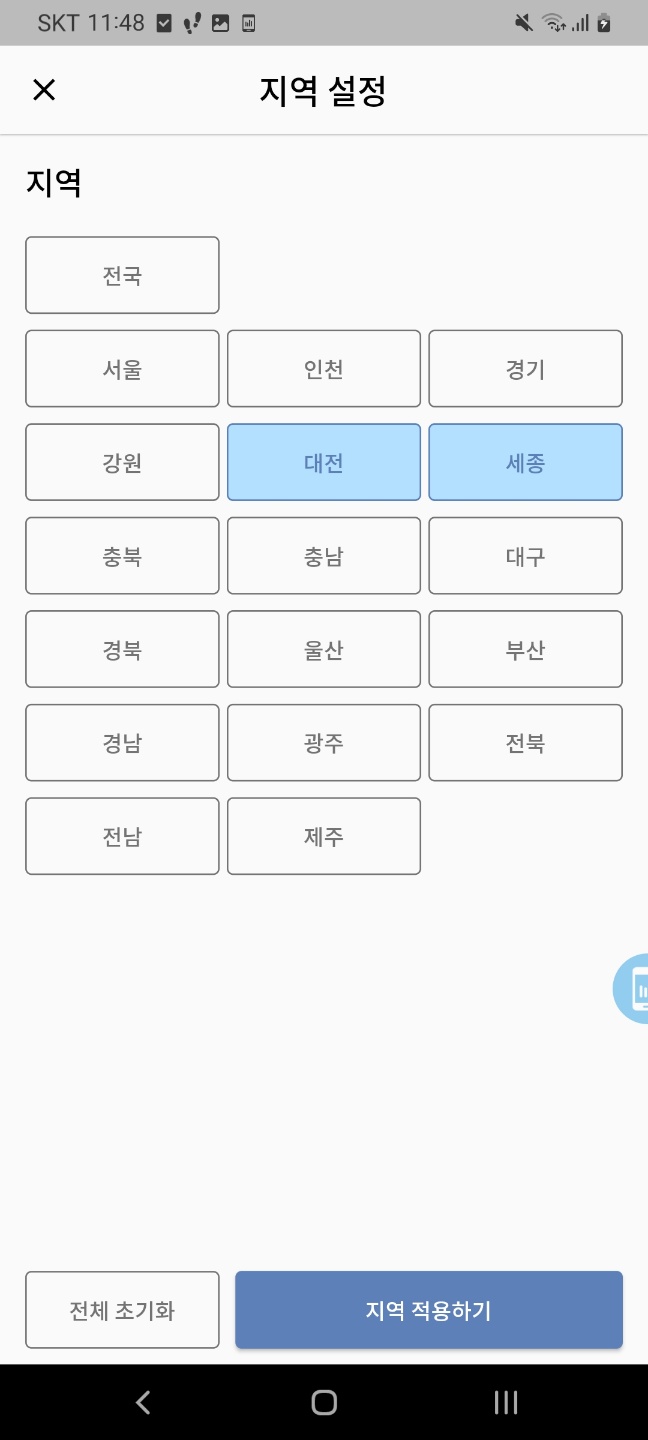 SKT 11:48
지역 설정
지역
전국
서울 인천 경기
강원 대전 세종
충북 충남 대구
경북 울산 부산
경남 광주 전북
전남 제주
전체 초기화 지역 적용하기